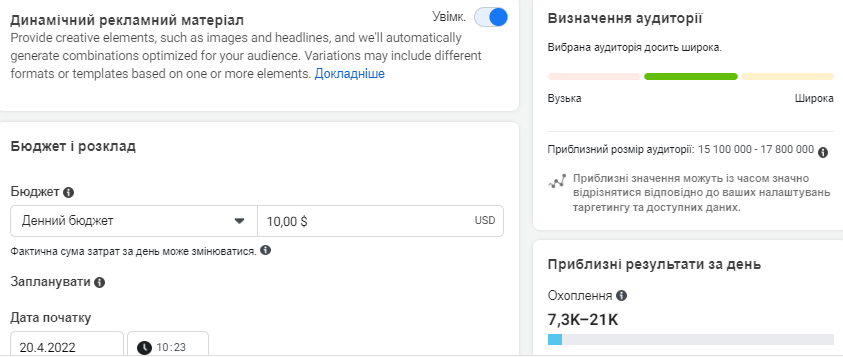 Динамічний рекламний матеріал
Увімк.
Provide creative elements, such as images and headlines, and we'll automatically
generate combinations optimized for your audience. Variations may include different
formats or templates based on one or more elements. Докладніше
Бюджет і розклад
Бюджет
Денний бюджет
10,00 $
USD
Фактична сума затрат за день може змінюватися.
Запланувати
Дата початку
20.4.2022
10:23
Визначення аудиторії
Вибрана аудиторія досить широка.
Вузька
Широка
Приблизний розмір аудиторії: 15 100 000 - 17 800 000
Приблизні значення можуть із часом значно
відрізнятися відповідно до ваших налаштувань
таргетингу та доступних даних.
Приблизні результати за день
Охоплення
7,3K–21K